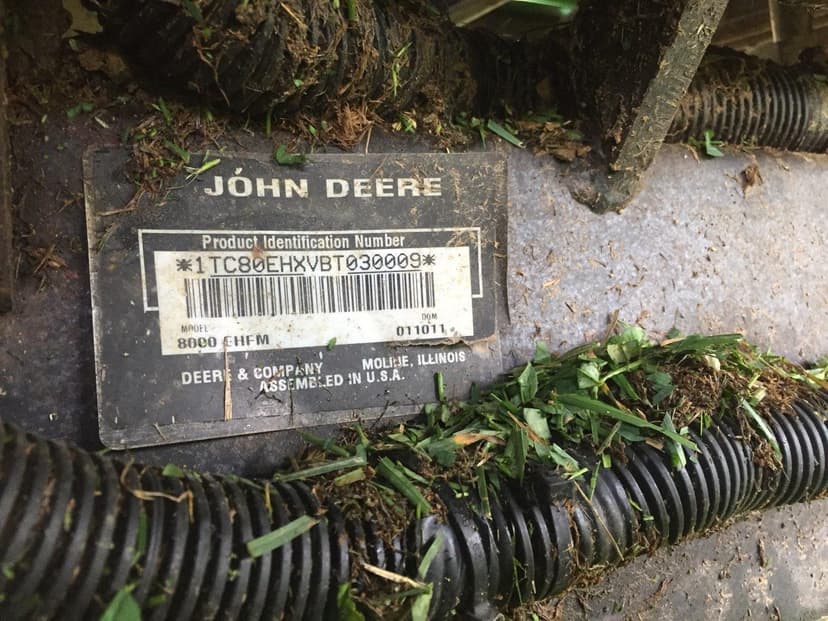 JOHN DEERE
Product Identification Number
*1TC80EHXVBT030009*
MODEL DOM
8000 EHFM 011011
DEERE & COMPANY MOLINE, ILLINOIS
ASSEMBLED IN U.S.A.